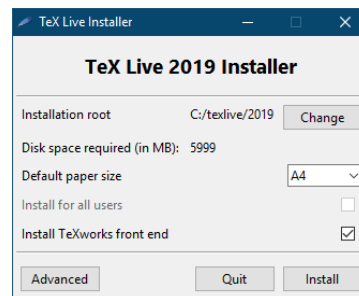 TeX Live Installer
TeX Live 2019 Installer
Installation root C:/texlive/2019 Change
Disk space required (in MB): 5999
Default paper size A4
Install for all users
Install TeXworks front end
Advanced Quit Install